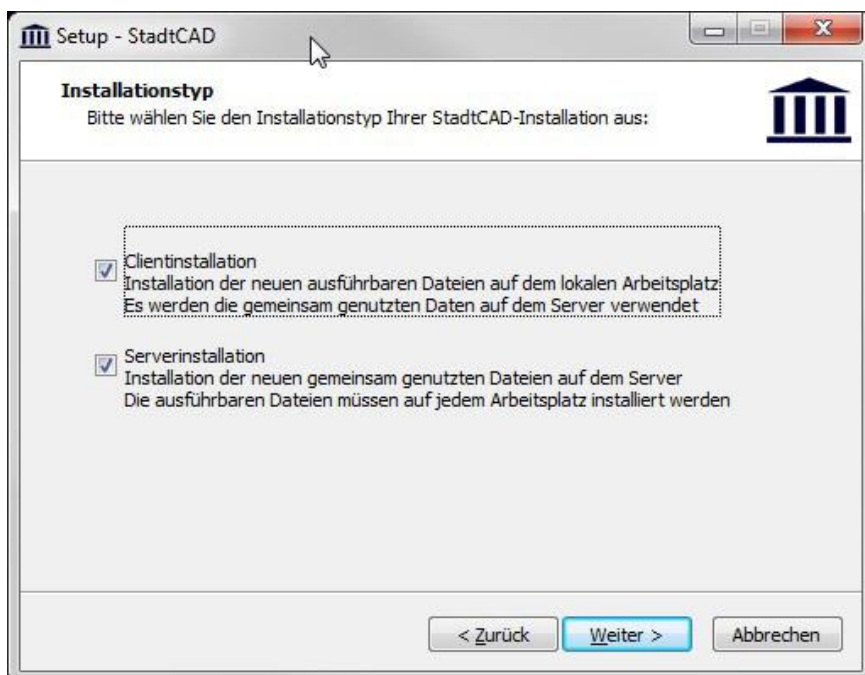 Setup - StadtCAD
Installationstyp
Bitte wählen Sie den Installationstyp Ihrer StadtCAD-Installation aus:
Clientinstallation
Installation der neuen ausführbaren Dateien auf dem lokalen Arbeitsplatz
Es werden die gemeinsam genutzten Daten auf dem Server verwendet
Serverinstallation
Installation der neuen gemeinsam genutzten Dateien auf dem Server
Die ausführbaren Dateien müssen auf jedem Arbeitsplatz installiert werden
< Zurück Weiter > Abbrechen